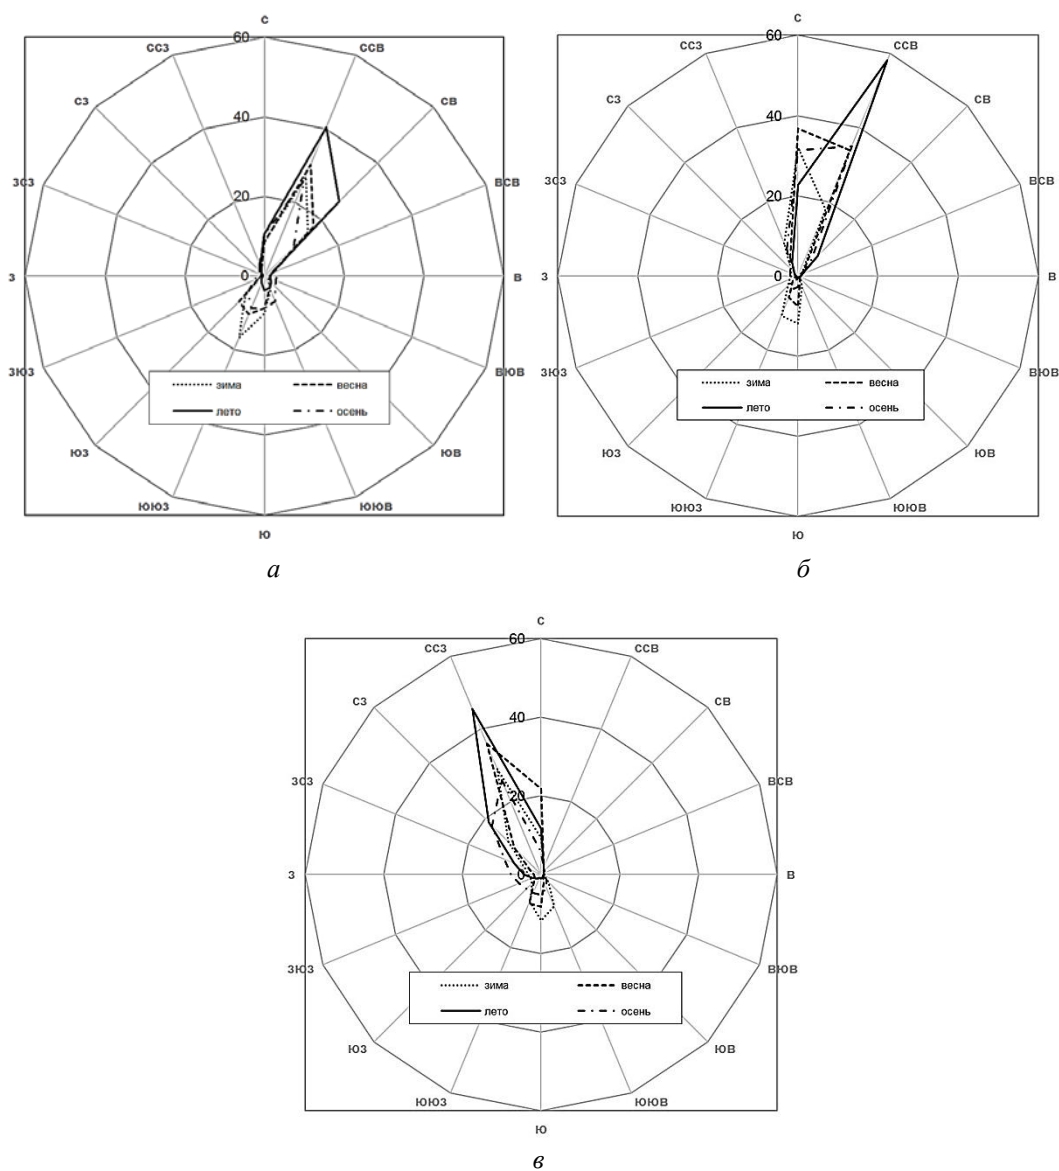 С
60
ССЗ ССВ
СЗ СВ
40
ЗСЗ ВСВ
20
З 0 В
ЗЮЗ ВЮВ
зима весна
лето осень
ЮЗ ЮВ
ЮЮЗ ЮЮВ
Ю
а
С
60
ССЗ ССВ
СЗ СВ
40
ЗСЗ ВСВ
20
З 0 В
ЗЮЗ ВЮВ
зима весна
лето осень
ЮЗ ЮВ
ЮЮЗ ЮЮВ
Ю
б
С
60
ССЗ ССВ
СЗ СВ
40
ЗСЗ ВСВ
20
З 0 В
ЗЮЗ ВЮВ
зима весна
лето осень
ЮЗ ЮВ
ЮЮЗ ЮЮВ
Ю
в